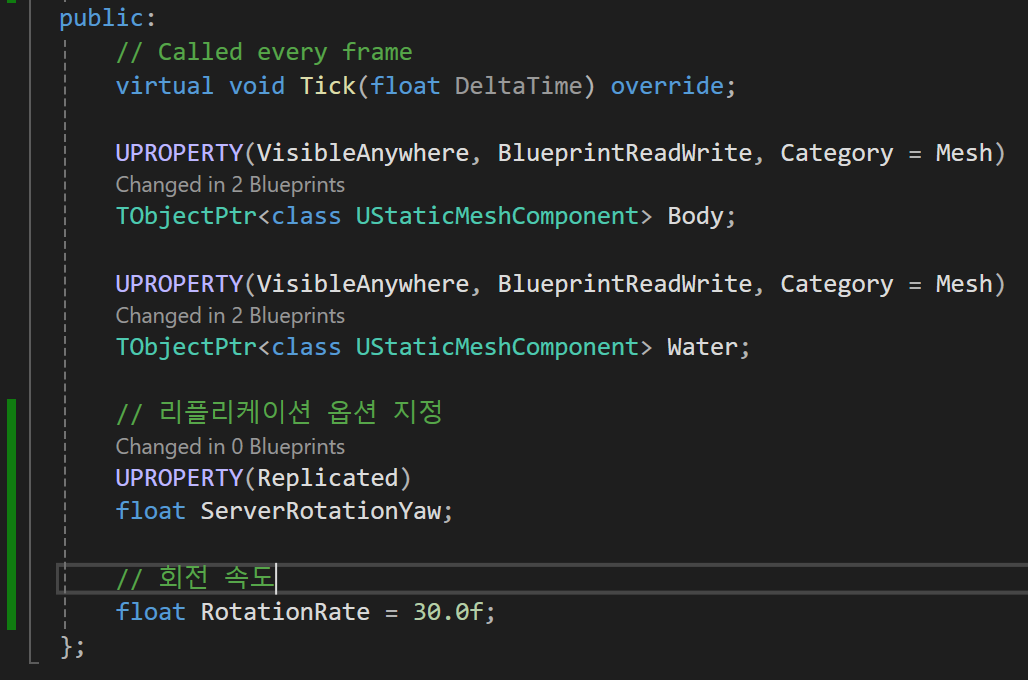 public:
// Called every frame
virtual void Tick(float DeltaTime) override;
UPROPERTY(VisibleAnywhere, BlueprintReadWrite, Category = Mesh)
Changed in 2 Blueprints
TObjectPtr<class UStaticMeshComponent> Body;
UPROPERTY(VisibleAnywhere, BlueprintReadWrite, Category = Mesh)
Changed in 2 Blueprints
TObjectPtr<class UStaticMeshComponent> Water;
// 리플리케이션 옵션 지정
Changed in 0 Blueprints
UPROPERTY(Replicated)
float ServerRotationYaw;
// 회전 속도
float RotationRate = 30.0f;
};